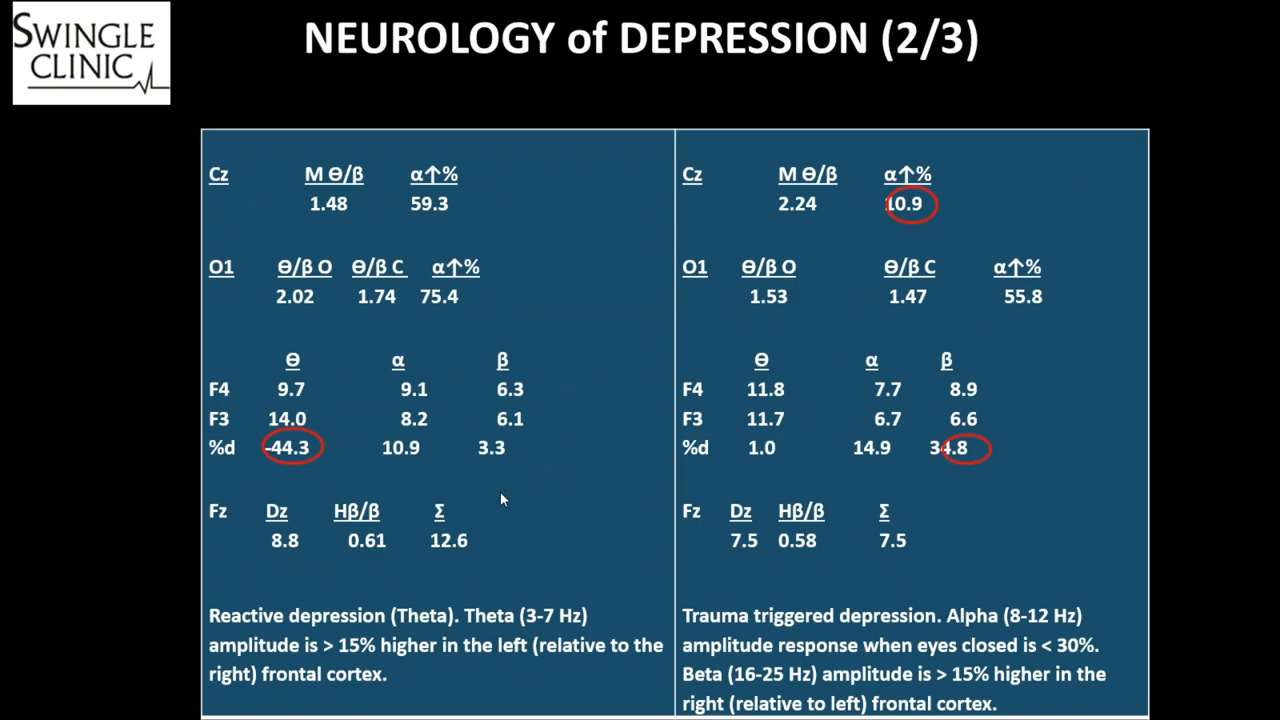 SWINGLE
CLINIC
NEUROLOGY of DEPRESSION (2/3)
Cz M Ɵ/β α↑%
1.48 59.3
O1 Ɵ/β O Ɵ/β C α↑%
2.02 1.74 75.4
Ɵ α β
F4 9.7 9.1 6.3
F3 14.0 8.2 6.1
%d -44.3 10.9 3.3
Fz Dz Hβ/β Σ
8.8 0.61 12.6
Reactive depression (Theta). Theta (3-7 Hz)
amplitude is > 15% higher in the left (relative to the
right) frontal cortex.
Cz M Ɵ/β α↑%
2.24 10.9
O1 Ɵ/β O Ɵ/β C α↑%
1.53 1.47 55.8
Ɵ α β
F4 11.8 7.7 8.9
F3 11.7 6.7 6.6
%d 1.0 14.9 34.8
Fz Dz Hβ/β Σ
7.5 0.58 7.5
Trauma triggered depression. Alpha (8-12 Hz)
amplitude response when eyes closed is < 30%.
Beta (16-25 Hz) amplitude is > 15% higher in the
right (relative to left) frontal cortex.